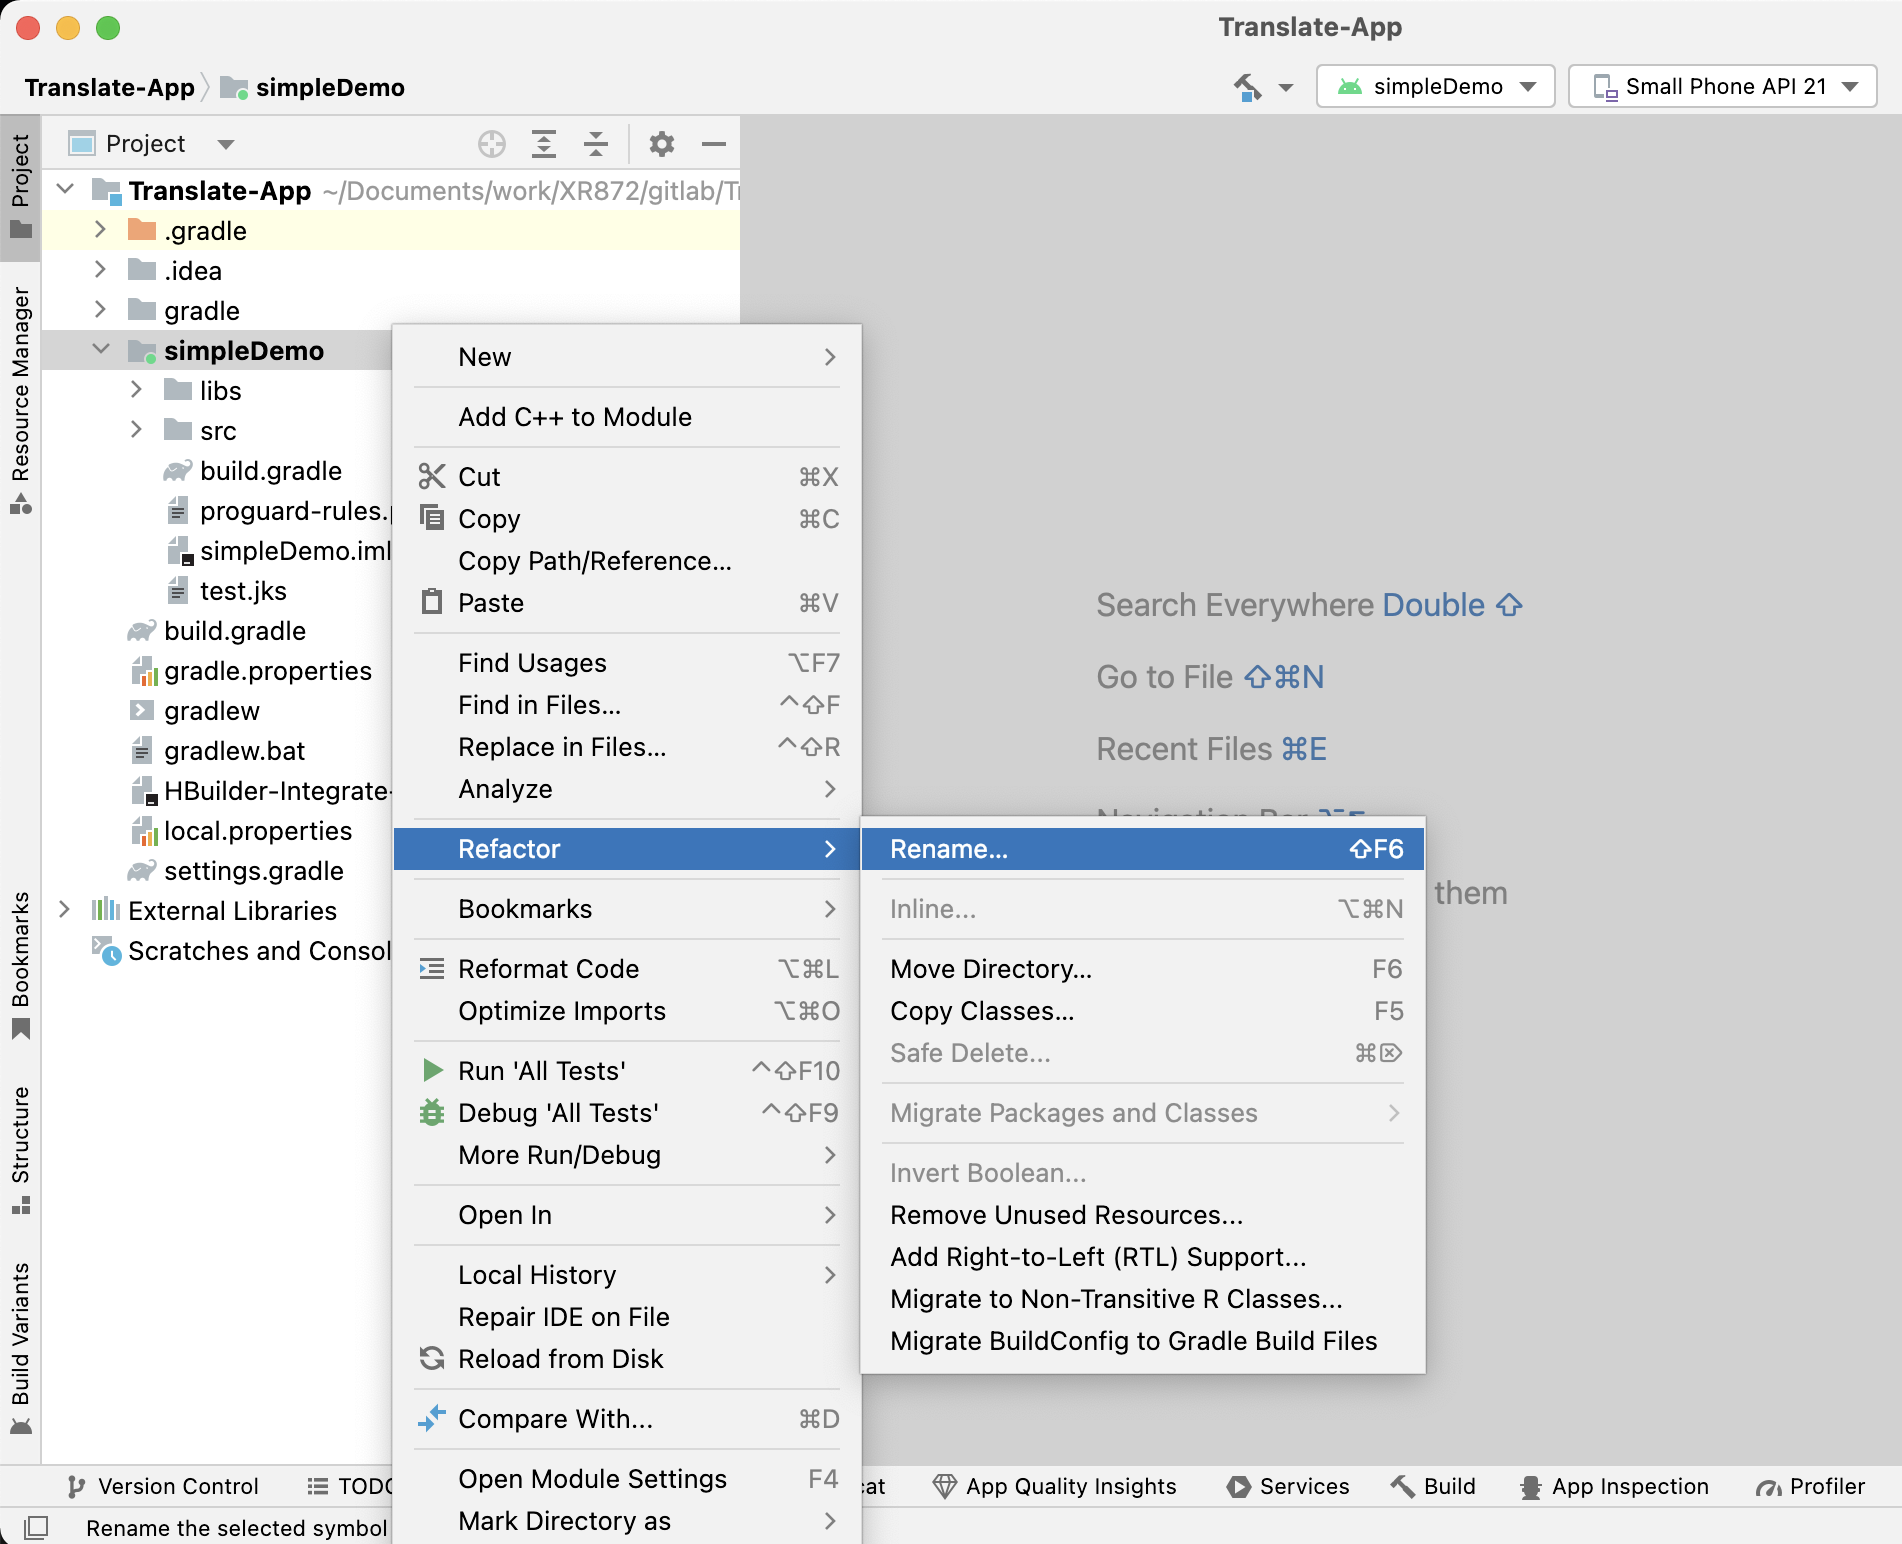 Translate-App
Translate-App
simpleDemo
simpleDemo
Small Phone API 21
Project
Resource Manager
Bookmarks
Structure
Build Variants
Project
Translate-App ~/Documents/work/XR872/gitlab/
.gradle
.idea
gradle
simpleDemo
libs
src
build.gradle
proguard-rules.
simpleDemo.iml
test.jks
build.gradle
gradle.properties
gradlew
gradlew.bat
HBuilder-Integrate-
local.properties
settings.gradle
External Libraries
Scratches and Consol
New
Add C++ to Module
Cut ⌘X
Copy ⌘C
Copy Path/Reference...
Paste ⌘V
Find Usages ⌥F7
Find in Files... ^⇧F
Replace in Files... ^⇧R
Analyze
Refactor
Bookmarks
Reformat Code ⌥⌘L
Optimize Imports ⌥⌘O
Run 'All Tests' ^⇧F10
Debug 'All Tests' ^⇧F9
More Run/Debug
Open In
Local History
Repair IDE on File
Reload from Disk
Compare With... ⌘D
Open Module Settings F4
Mark Directory as
Rename... ⇧F6
Inline... ⌥⌘N
Move Directory... F6
Copy Classes... F5
Safe Delete... ⌘⌦
Migrate Packages and Classes
Invert Boolean...
Remove Unused Resources...
Add Right-to-Left (RTL) Support...
Migrate to Non-Transitive R Classes...
Migrate BuildConfig to Gradle Build Files
Search Everywhere Double ⇧
Go to File ⇧⌘N
Recent Files ⌘E
them
Version Control
TODO
cat
App Quality Insights
Services
Build
App Inspection
Profiler
Rename the selected symbol